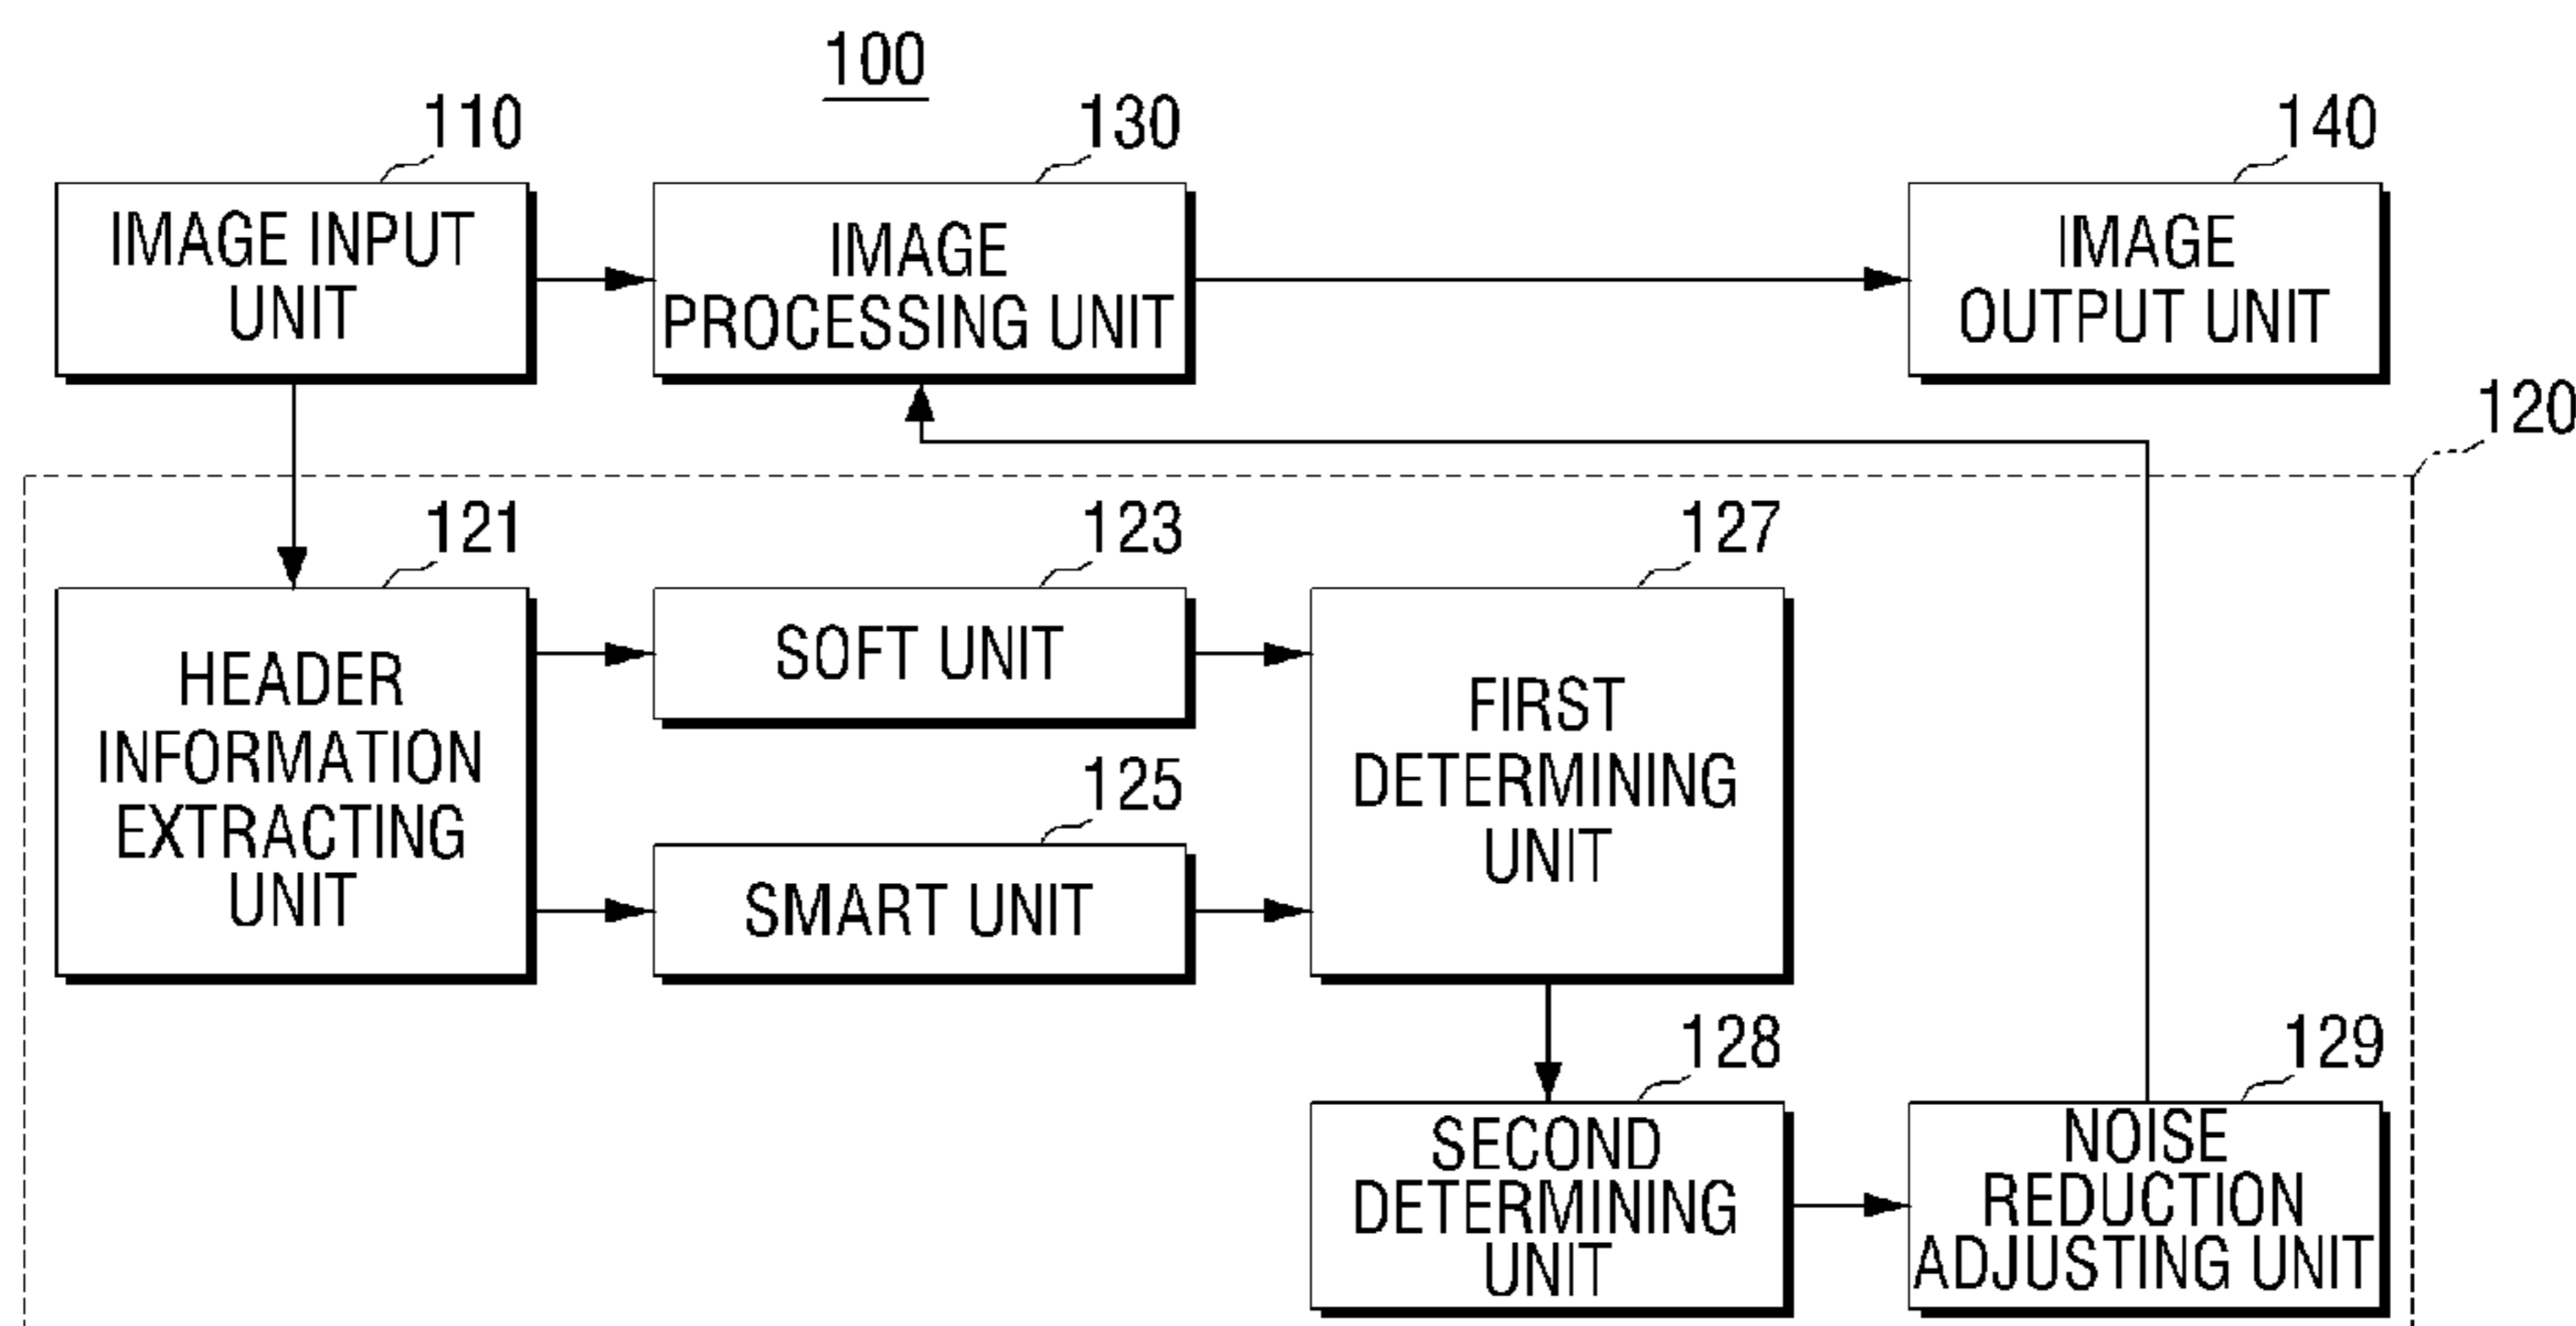 100
110
130
140
IMAGE INPUT
UNIT
IMAGE
PROCESSING UNIT
IMAGE
OUTPUT UNIT
120
121
123
127
HEADER
INFORMATION
EXTRACTING
UNIT
SOFT UNIT
125
SMART UNIT
FIRST
DETERMINING
UNIT
128
129
SECOND
DETERMINING
UNIT
NOISE
REDUCTION
ADJUSTING UNIT